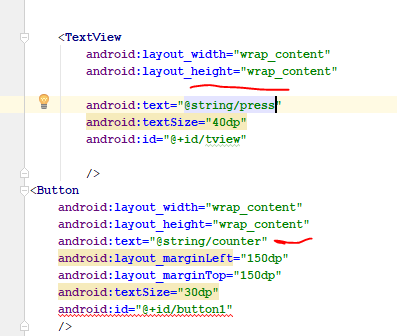 <TextView
android:layout_width="wrap_content"
android:layout_height="wrap_content"
android:text="@string/press"
android:textSize="40dp"
android:id="@+id/tview"
/>
<Button
android:layout_width="wrap_content"
android:layout_height="wrap_content"
android:text="@string/counter"
android:layout_marginLeft="150dp"
android:layout_marginTop="150dp"
android:textSize="30dp"
android:id="@+id/button1"
/>